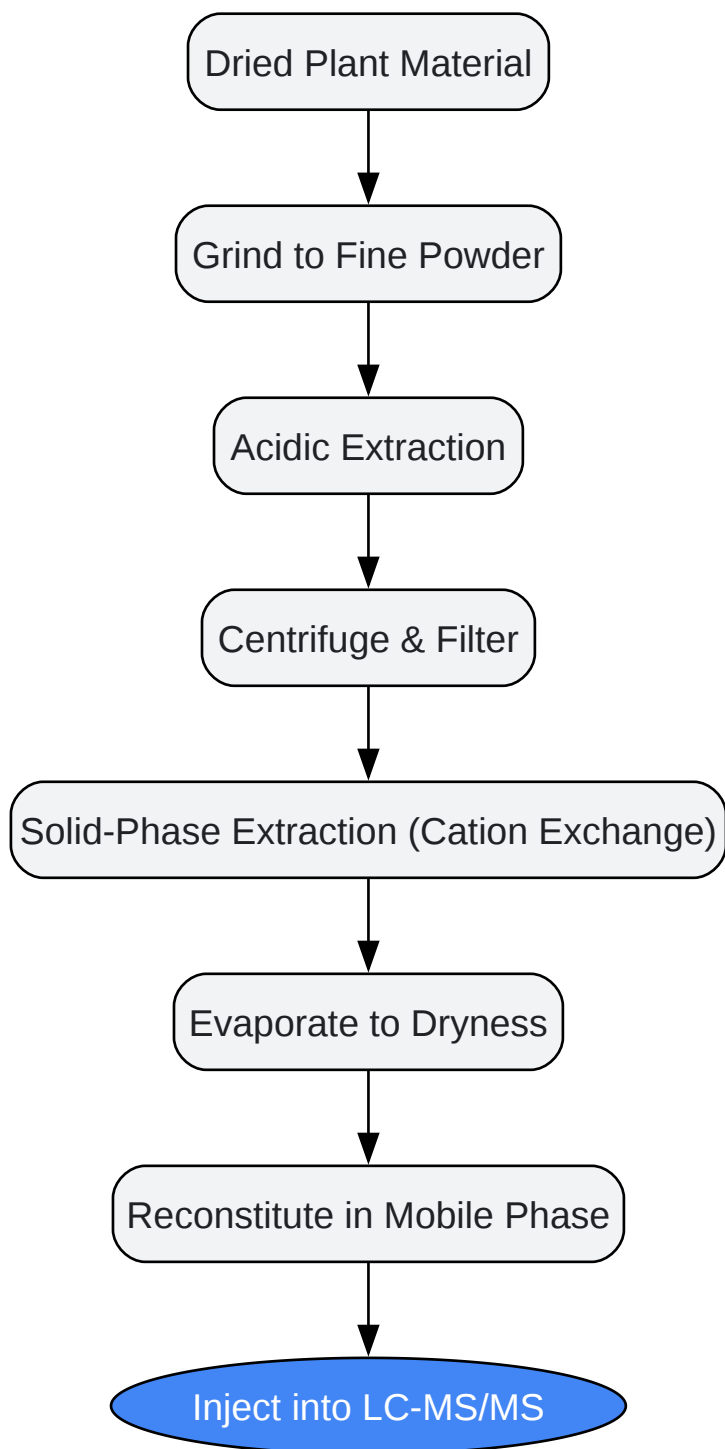 Dried Plant Material
Grind to Fine Powder
Acidic Extraction
Centrifuge & Filter
Solid-Phase Extraction (Cation Exchange)
Evaporate to Dryness
Reconstitute in Mobile Phase
Inject into LC-MS/MS